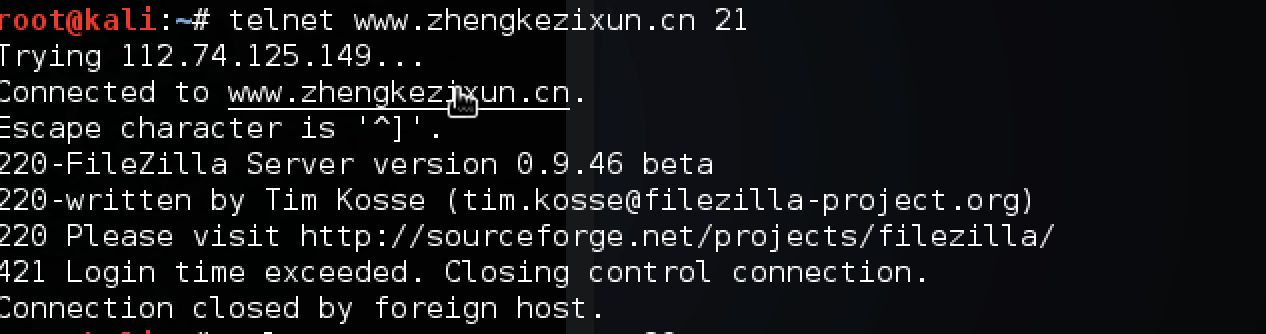 root@kali:~# telnet www.zhengkezixun.cn 21
Trying 112.74.125.149...
Connected to www.zhengkezixun.cn.
Escape character is '^]'.
220-FileZilla Server version 0.9.46 beta
220-written by Tim Kosse (tim.kosse@filezilla-project.org)
220 Please visit http://sourceforge.net/projects/filezilla/
421 Login time exceeded. Closing control connection.
Connection closed by foreign host.